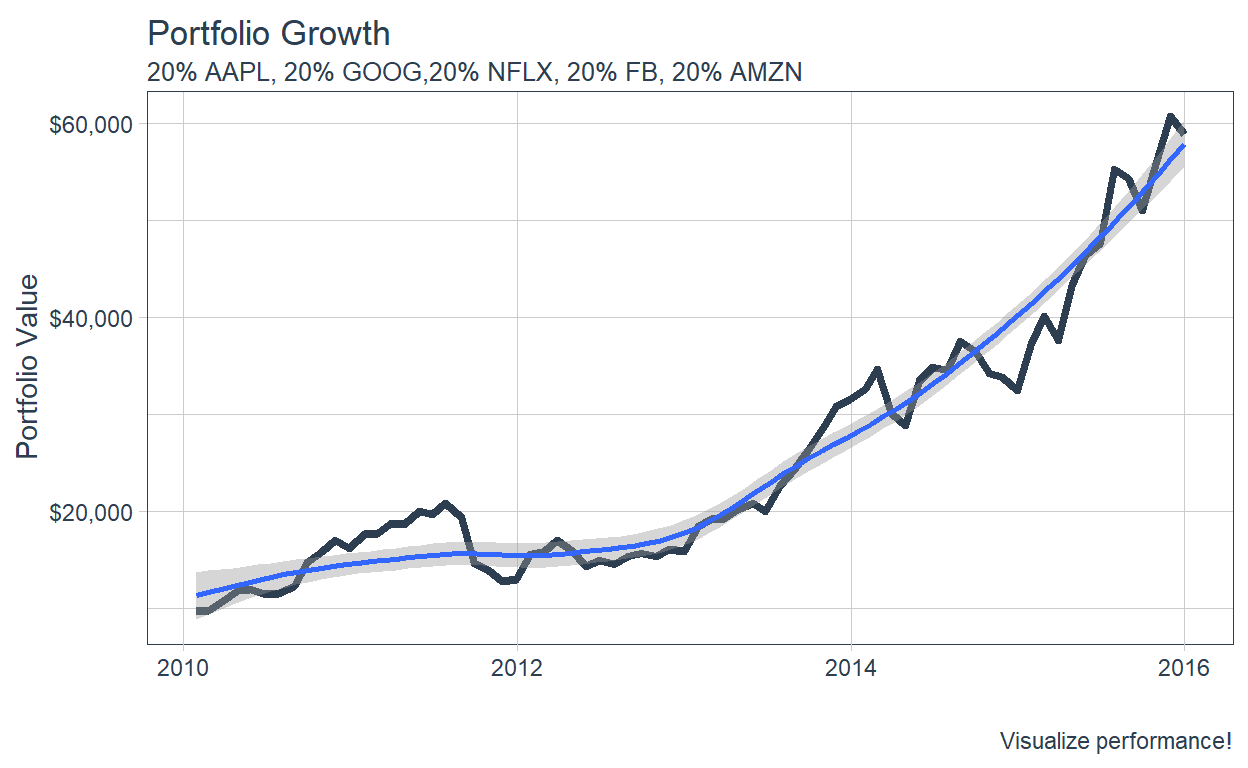 Portfolio Growth
20% AAPL, 20% GOOG,20% NFLX, 20% FB, 20% AMZN
Portfolio Value
$60,000
$40,000
$20,000
2010 2012 2014 2016
Visualize performance!